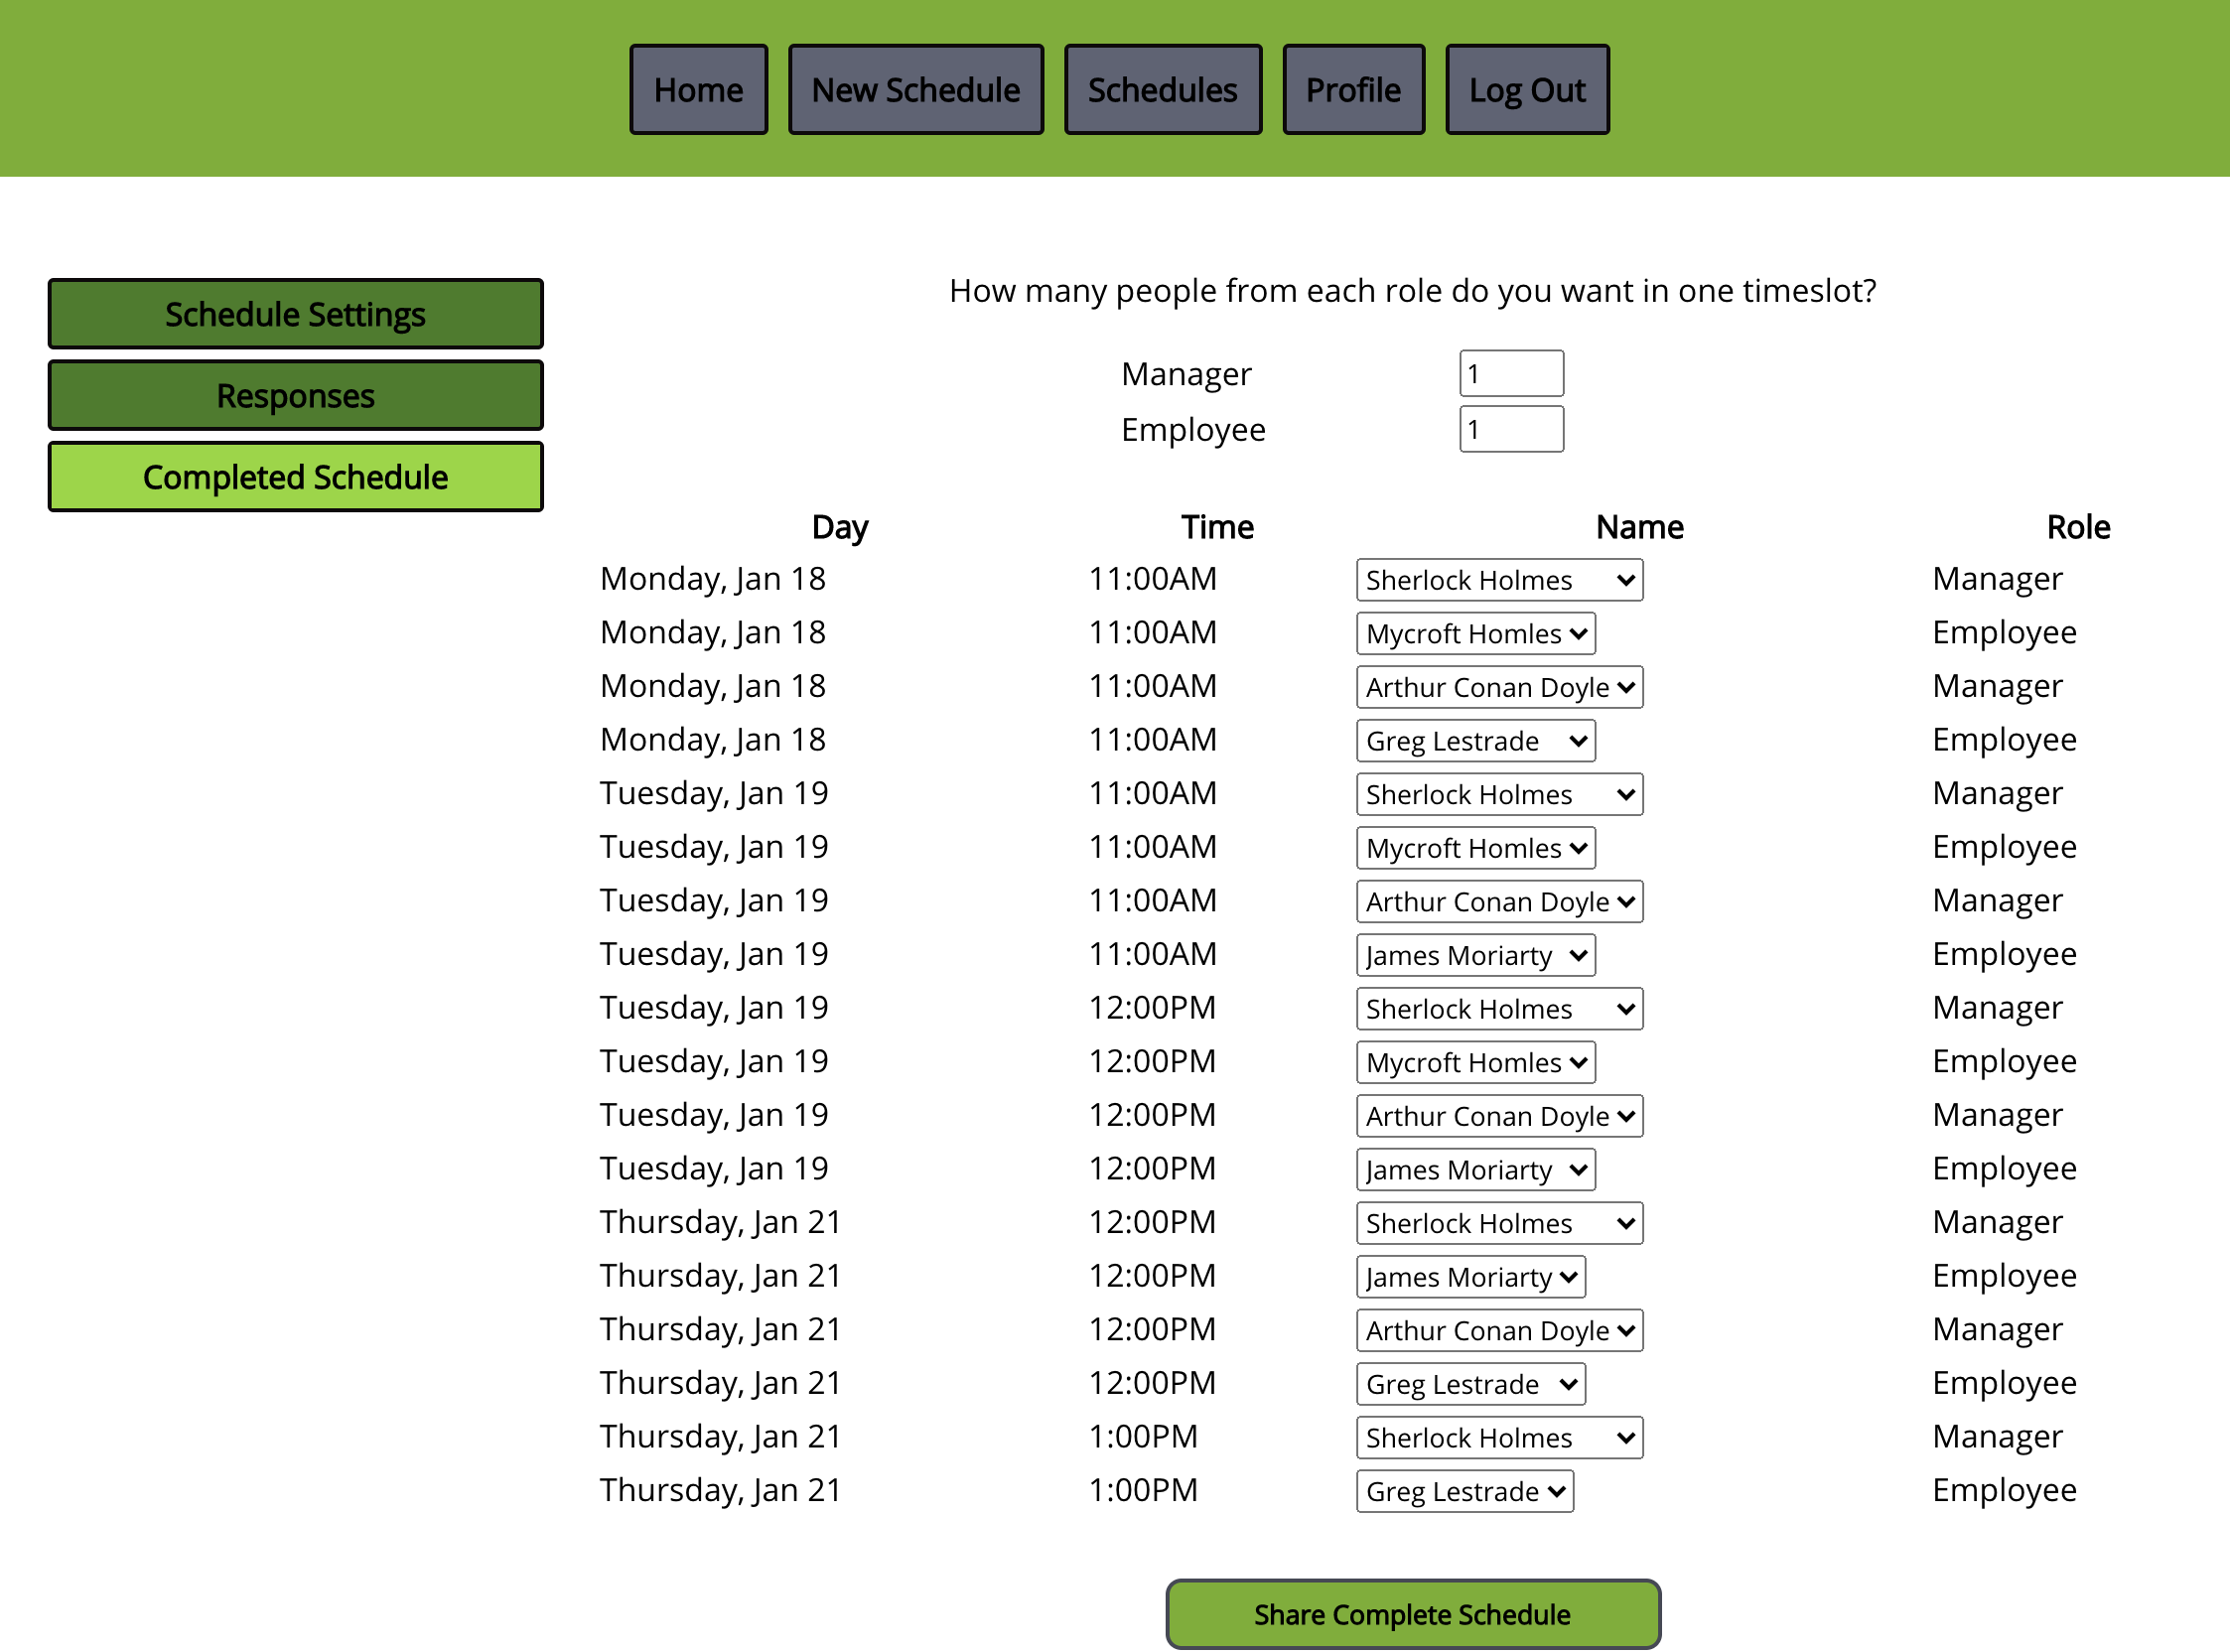 Home New Schedule Schedules Profile Log Out
Schedule Settings
Responses
Completed Schedule
How many people from each role do you want in one timeslot?
Manager 1
Employee 1
Day Time Name Role
Monday, Jan 18 11:00AM Sherlock Holmes Manager
Monday, Jan 18 11:00AM Mycroft Homles Employee
Monday, Jan 18 11:00AM Arthur Conan Doyle Manager
Monday, Jan 18 11:00AM Greg Lestrade Employee
Tuesday, Jan 19 11:00AM Sherlock Holmes Manager
Tuesday, Jan 19 11:00AM Mycroft Homles Employee
Tuesday, Jan 19 11:00AM Arthur Conan Doyle Manager
Tuesday, Jan 19 11:00AM James Moriarty Employee
Tuesday, Jan 19 12:00PM Sherlock Holmes Manager
Tuesday, Jan 19 12:00PM Mycroft Homles Employee
Tuesday, Jan 19 12:00PM Arthur Conan Doyle Manager
Tuesday, Jan 19 12:00PM James Moriarty Employee
Thursday, Jan 21 12:00PM Sherlock Holmes Manager
Thursday, Jan 21 12:00PM James Moriarty Employee
Thursday, Jan 21 12:00PM Arthur Conan Doyle Manager
Thursday, Jan 21 12:00PM Greg Lestrade Employee
Thursday, Jan 21 1:00PM Sherlock Holmes Manager
Thursday, Jan 21 1:00PM Greg Lestrade Employee
Share Complete Schedule